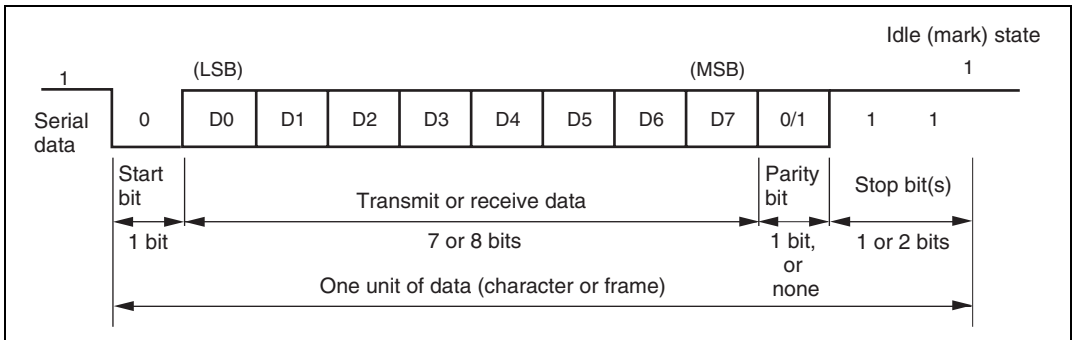 Idle (mark) state
1 (LSB) (MSB) 1
Serial data 0 D0 D1 D2 D3 D4 D5 D6 D7 0/1 1 1
Start bit
Transmit or receive data
Parity bit
Stop bit(s)
1 bit
7 or 8 bits
1 bit, or none
1 or 2 bits
One unit of data (character or frame)